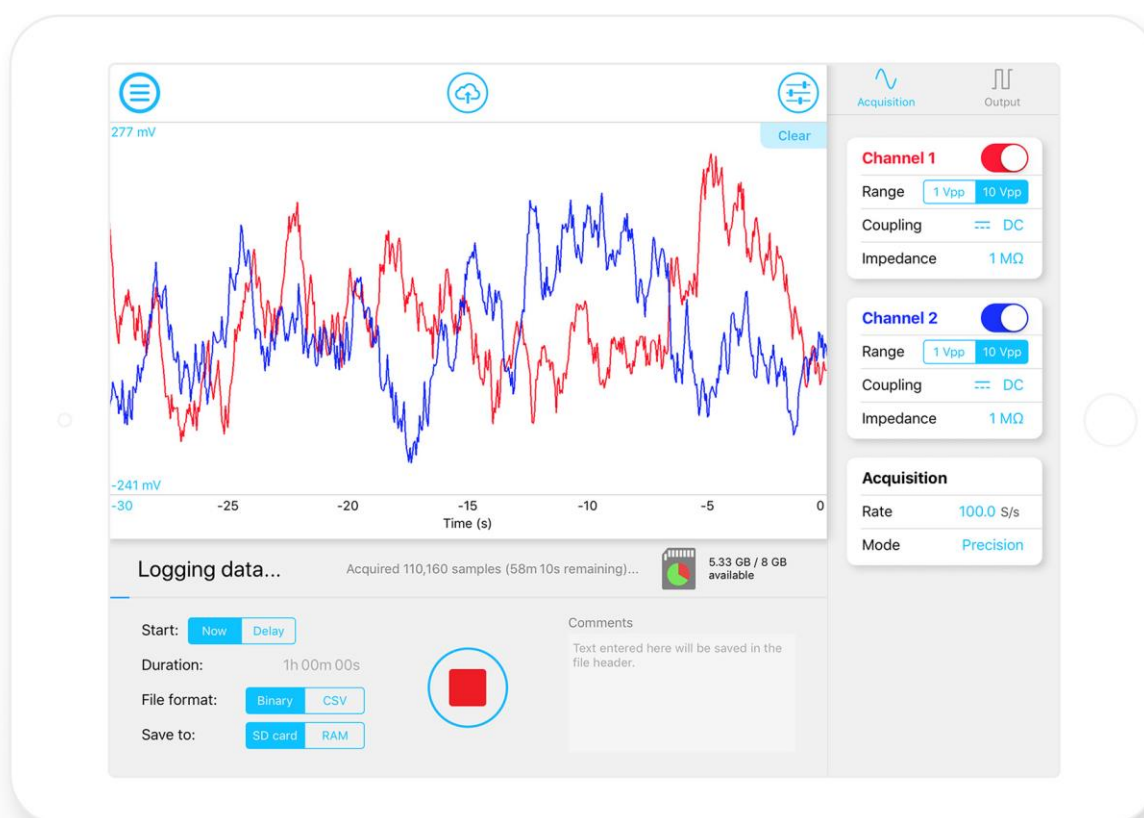 Acquisition
Output
277 mV
Clear
-241 mV
-30 -25 -20 -15 -10 -5 0
Time (s)
Channel 1
Range 1 Vpp 10 Vpp
Coupling DC
Impedance 1 MΩ
Channel 2
Range 1 Vpp 10 Vpp
Coupling DC
Impedance 1 MΩ
Acquisition
Rate 100.0 S/s
Mode Precision
Logging data...
Acquired 110,160 samples (58m 10s remaining)...
5.33 GB / 8 GB
available
Start: Now Delay
Duration: 1h 00m 00s
File format: Binary CSV
Save to: SD card RAM
Comments
Text entered here will be saved in the
file header.